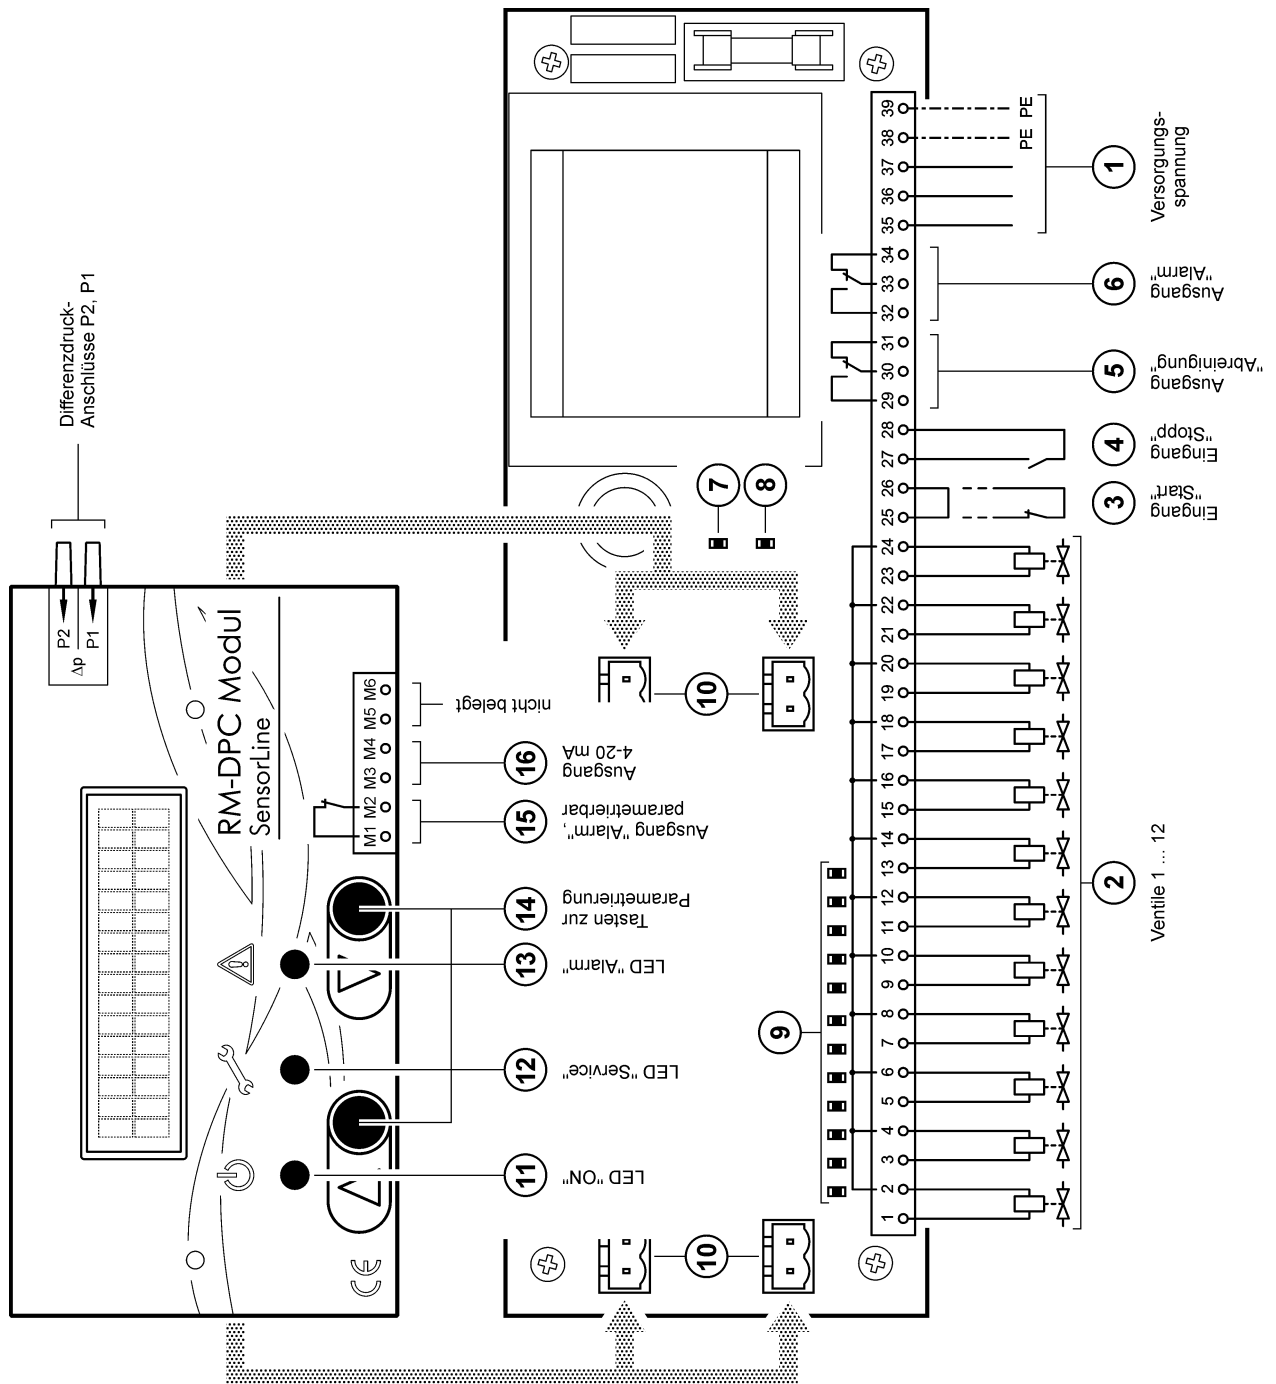 Differenzdruck-
Anschlüsse P2, P1
P2
P1
Δp
RM-DPC Modul
SensorLine
CE
M1 M2 M3 M4 M5 M6
nicht belegt
16
Ausgang
4-20 mA
15
Ausgang "Alarm",
parametrierbar
14
Tasten zur
Parametrierung
13
LED "Alarm"
12
LED "Service"
11
LED "ON"
10
10
7
8
9
1 2 3 4 5 6 7 8 9 10 11 12 13 14 15 16 17 18 19 20 21 22 23 24 25 26 27 28 29 30 31 32 33 34 35 36 37 38 39
PE PE
1
Versorgungs-
spannung
6
Ausgang
"Alarm"
5
Ausgang
"Abreinigung"
4
Eingang
"Stopp"
3
Eingang
"Start"
2
Ventile 1 ... 12